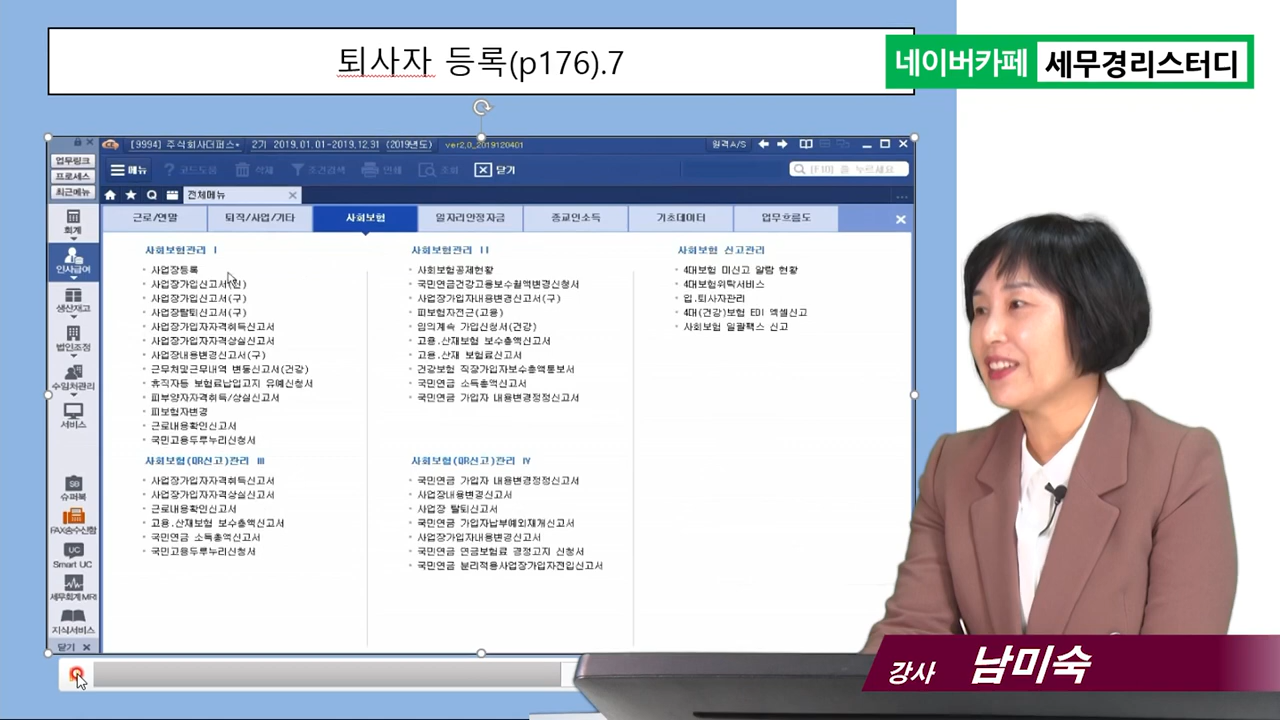 퇴사자 등록(p176).7
네이버카페 세무경리스터디
업무링크
프로세스
최근메뉴
[9994] 주식회사더퍼스* 2기 2019.01.01-2019.12.31 (2019년도) ver2.0_2019120401
원격A/S
메뉴 코드도움 삭제 조건검색 인쇄 조회 닫기
[F10] 을 누르세요
전체메뉴
근로/연말 퇴직/사업/기타 사회보험 일자리안정자금 종교인소득 기초데이터 업무흐름도
회계
인사급여
생산재고
법인조정
수임처관리
서비스
슈퍼북
FAX송수신함
UC
Smart UC
세무회계MRI
지식서비스
닫기
사회보험관리 I
사업장등록
사업장가입신고서(신)
사업장가입신고서(구)
사업장탈퇴신고서(구)
사업장가입자자격취득신고서
사업장가입자자격상실신고서
사업장내용변경신고서(구)
근무처및근무내역 변동신고서(건강)
휴직자등 보험료납입고지 유예신청서
피부양자자격취득/상실신고서
피보험자변경
근로내용확인신고서
국민고용두루누리신청서
사회보험관리 II
사회보험공제현황
국민연금건강고용보수월액변경신청서
사업장가입자내용변경신고서(구)
피보험자전근(고용)
임의계속 가입신청서(건강)
고용.산재보험 보수총액신고서
고용.산재 보험료신고서
건강보험 직장가입자보수총액통보서
국민연금 소득총액신고서
국민연금 가입자 내용변경정정신고서
사회보험 신고관리
4대보험 미신고 알람 현황
4대보험위탁서비스
입.퇴사자관리
4대(건강)보험 EDI 엑셀신고
사회보험 일괄팩스 신고
사회보험(QR신고)관리 III
사업장가입자자격취득신고서
사업장가입자자격상실신고서
근로내용확인신고서
고용.산재보험 보수총액신고서
국민연금 소득총액신고서
국민고용두루누리신청서
사회보험(QR신고)관리 IV
국민연금 가입자 내용변경정정신고서
사업장내용변경신고서
사업장 탈퇴신고서
국민연금 가입자납부예외재개신고서
사업장가입자내용변경신고서
국민연금 연금보험료 경정고지 신청서
국민연금 분리적용사업장가입자전입신고서
강사 남미숙